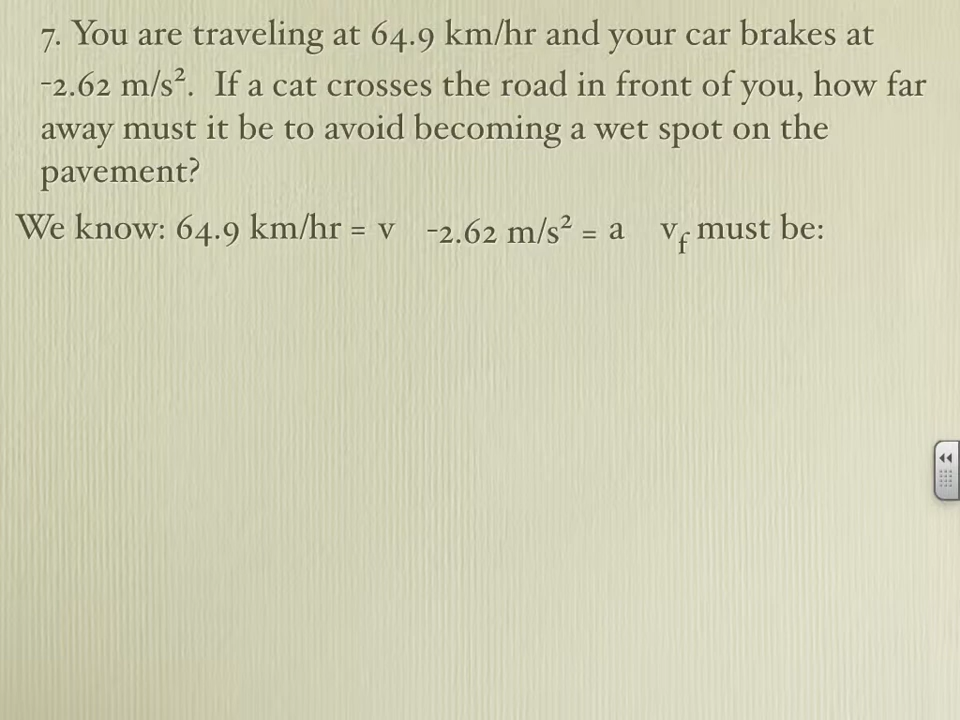 7. You are traveling at 64.9 km/hr and your car brakes at
-2.62 m/s². If a cat crosses the road in front of you, how far
away must it be to avoid becoming a wet spot on the
pavement?
We know: 64.9 km/hr = v -2.62 m/s² = a v_f must be: